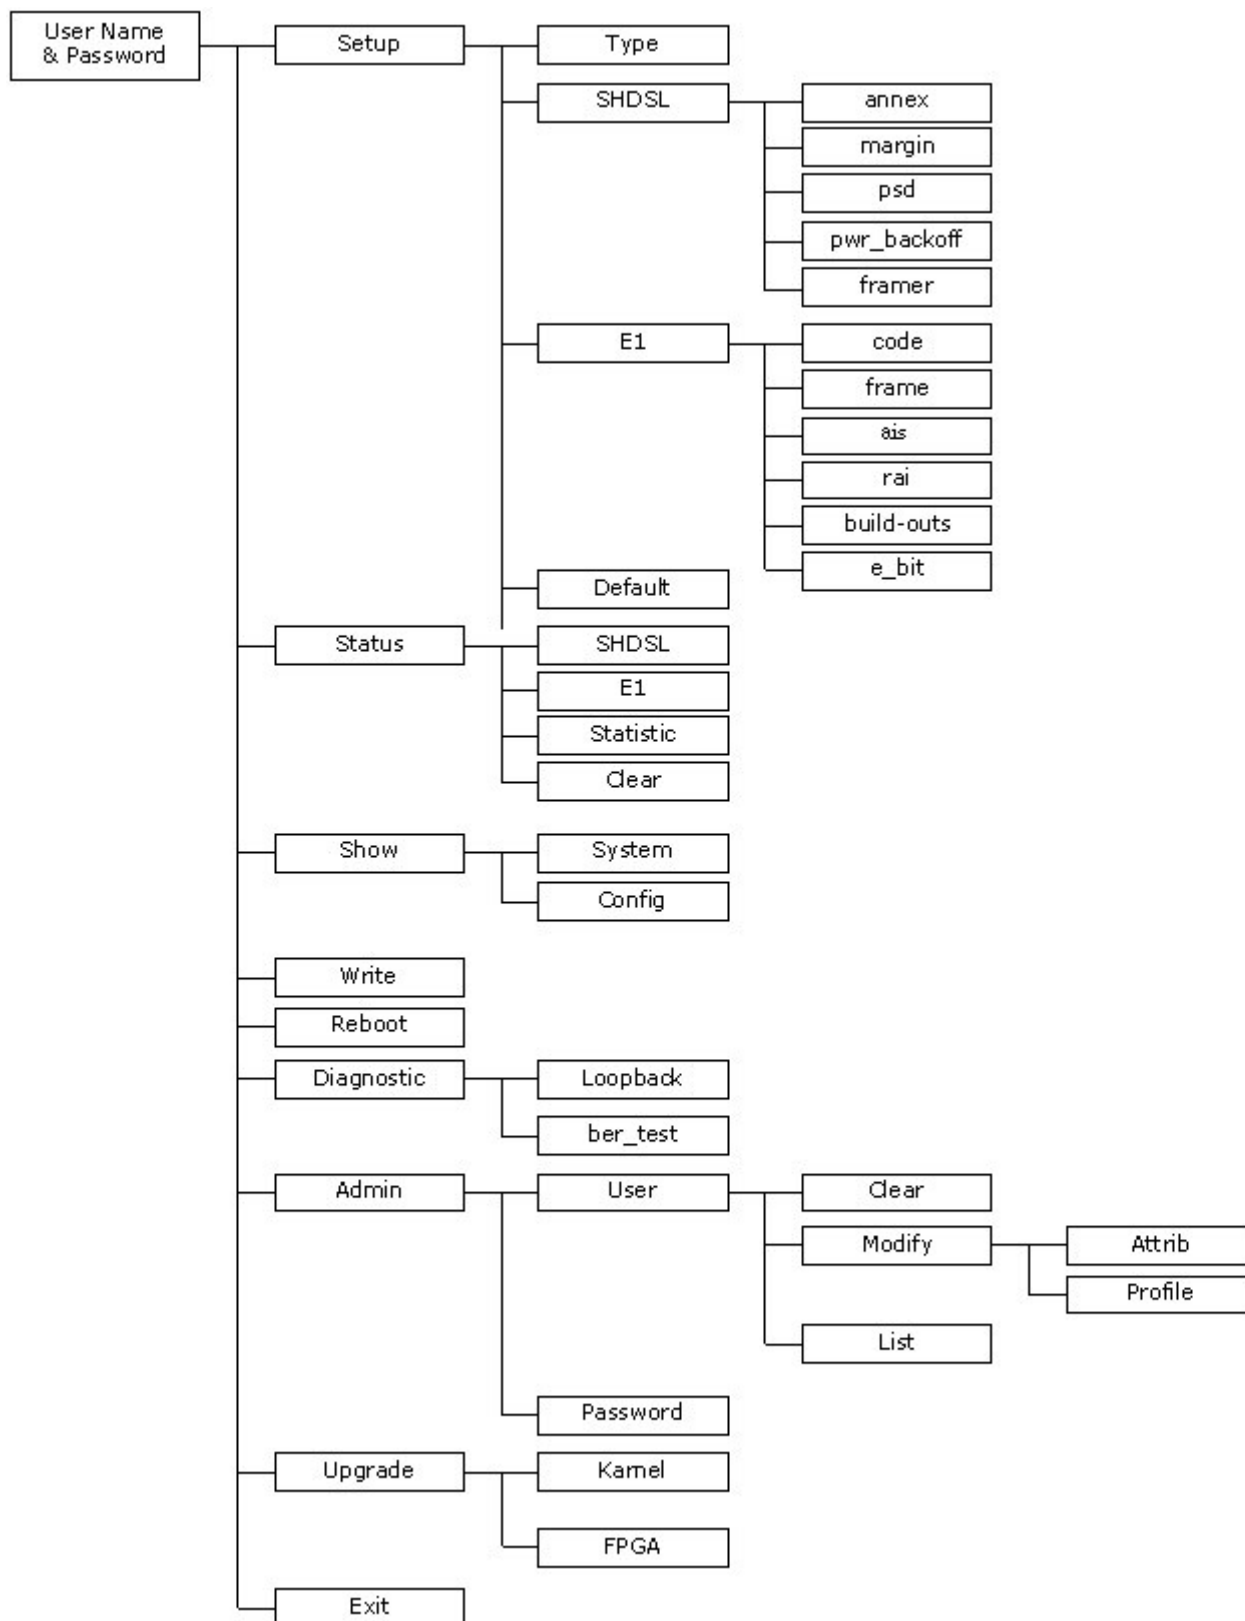 User Name
& Password
Setup
Type
SHDSL
annex
margin
psd
pwr_backoff
framer
E1
code
frame
ais
rai
build-outs
e_bit
Default
Status
SHDSL
E1
Statistic
Clear
Show
System
Config
Write
Reboot
Diagnostic
Loopback
ber_test
Admin
User
Clear
Modify
Attrib
Profile
List
Password
Upgrade
Karnel
FPGA
Exit